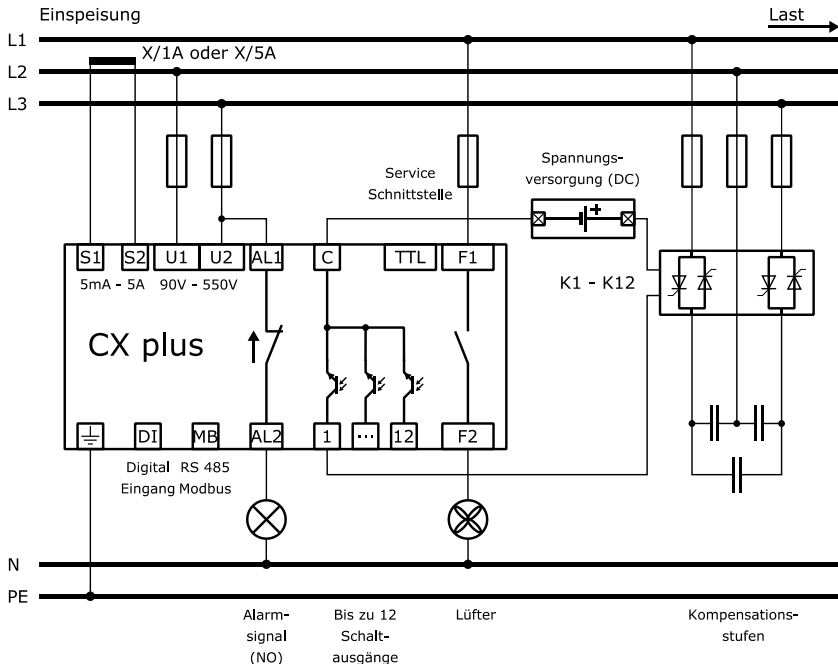 Einspeisung
Last
L1
X/1A oder X/5A
L2
L3
Service
Schnittstelle
Spannungs-
versorgung (DC)
+
S1 S2 U1 U2 AL1 C TTL F1
5mA - 5A 90V - 550V
K1 - K12
CX plus
DI MB AL2 1 ... 12 F2
Digital RS 485
Eingang Modbus
N
PE
Alarm-
signal
(NO)
Bis zu 12
Schalt-
ausgänge
Lüfter
Kompensations-
stufen